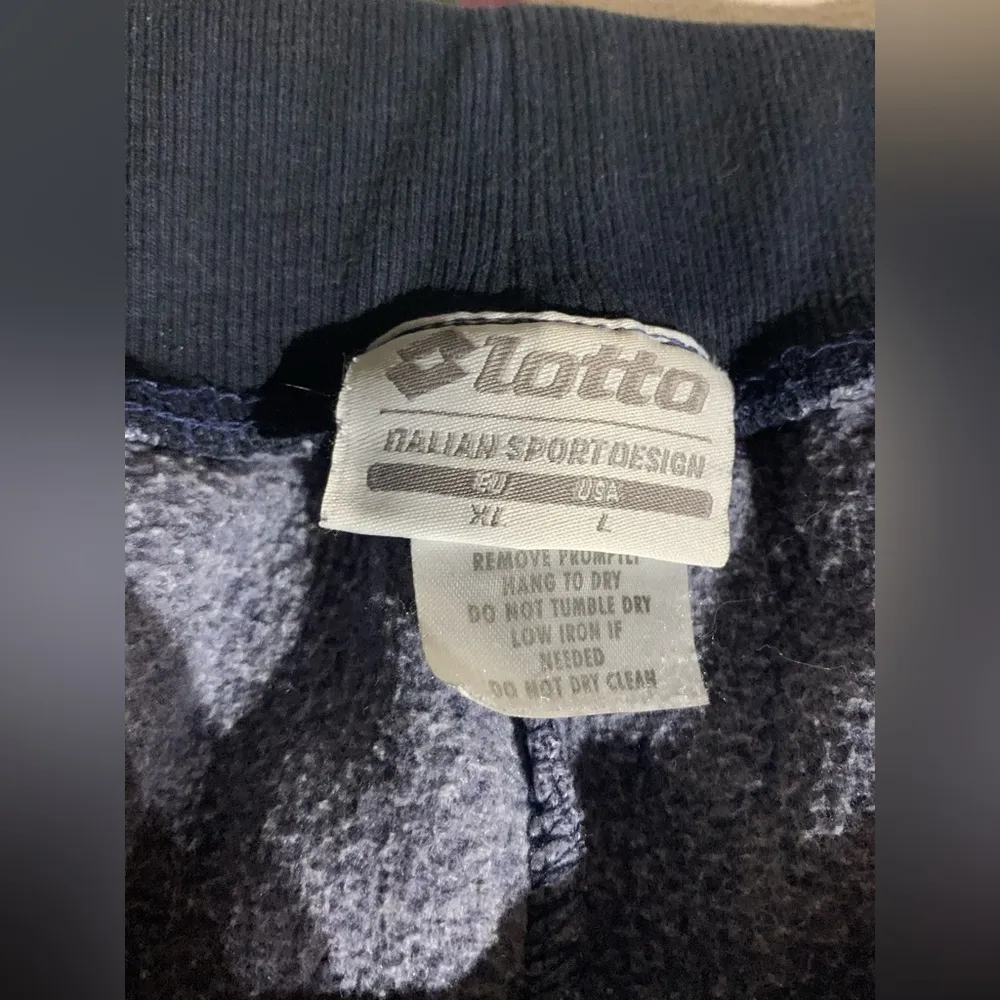 lotto
ITALIAN SPORT DESIGN
EU USA
XL L
REMOVE PROMPTLY
HANG TO DRY
DO NOT TUMBLE DRY
LOW IRON IF
NEEDED
DO NOT DRY CLEAN